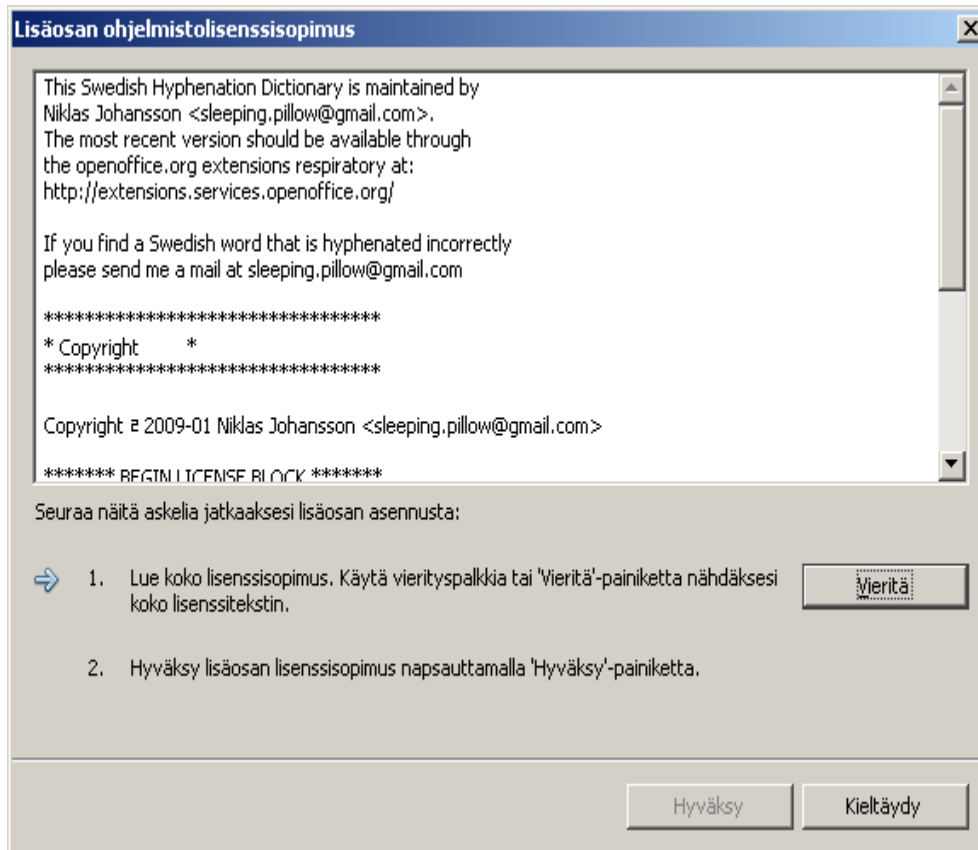 Lisäosan ohjelmistolisenssisopimus
This Swedish Hyphenation Dictionary is maintained by
Niklas Johansson <sleeping.pillow@gmail.com>.
The most recent version should be available through
the openoffice.org extensions respiratory at:
http://extensions.services.openoffice.org/
If you find a Swedish word that is hyphenated incorrectly
please send me a mail at sleeping.pillow@gmail.com
*********************************
* Copyright *
*********************************
Copyright 2009-01 Niklas Johansson <sleeping.pillow@gmail.com>
******* BEGIN LICENSE BLOCK *******
Seuraa näitä askelia jatkaaksesi lisäosan asennusta:
1. Lue koko lisenssisopimus. Käytä vierityspalkkia tai 'Vieritä'-painiketta nähdäksesi
koko lisenssitekstin.
Vieritä
2. Hyväksy lisäosan lisenssisopimus napsauttamalla 'Hyväksy'-painiketta.
Hyväksy
Kieltäydy